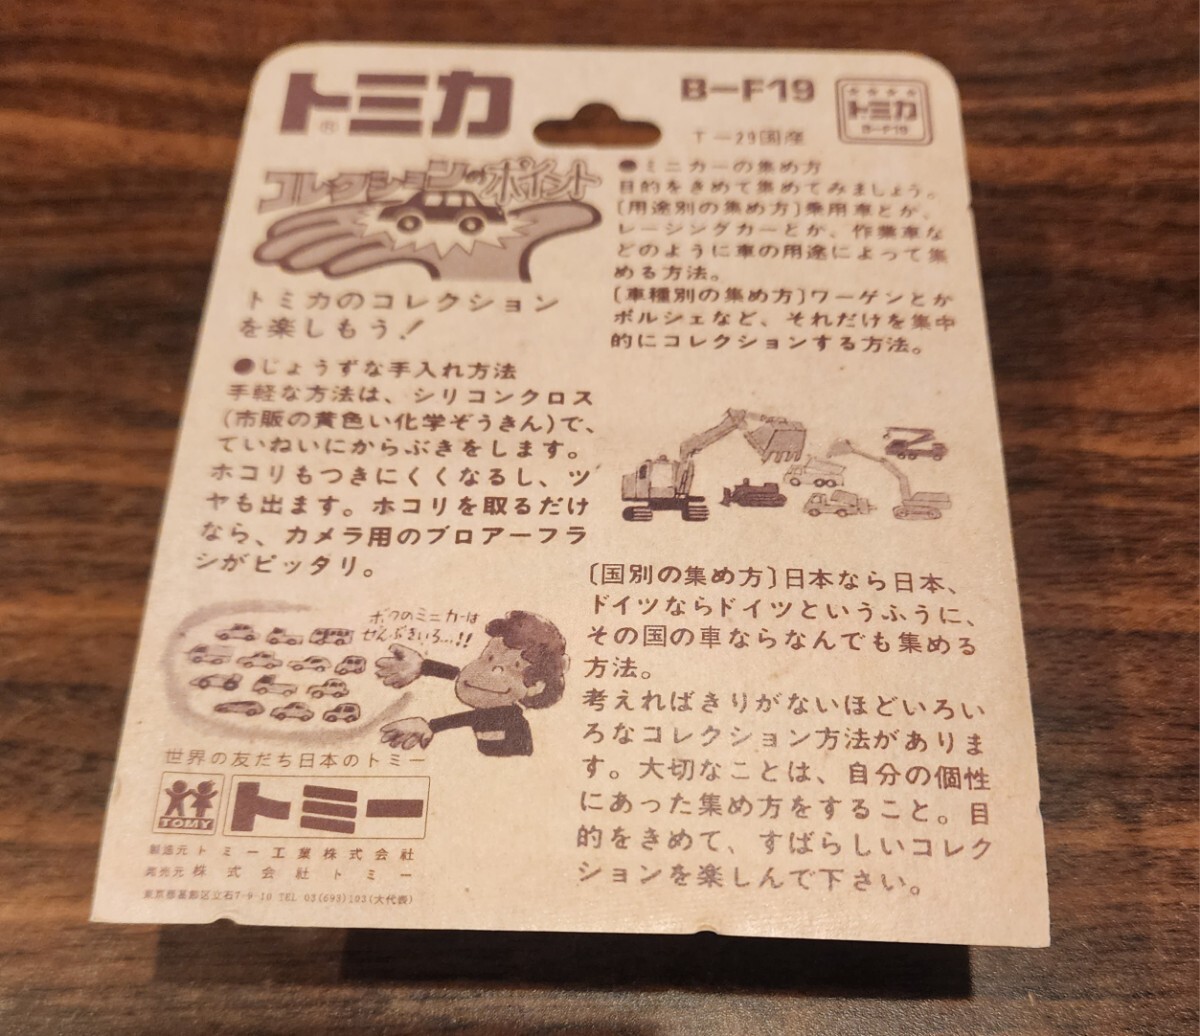 トミカ
®
B-F19
トミカ
B-F19
T-29国産
コレクションのポイント
トミカのコレクション
を楽しもう!
●じょうずな手入れ方法
手軽な方法は、シリコンクロス
(市販の黄色い化学ぞうきん)で、
ていねいにからぶきをします。
ホコリもつきにくくなるし、ツ
ヤも出ます。ホコリを取るだけ
なら、カメラ用のブロアーブラ
シがピッタリ。
ボクのミニカーは
ぜんぶきいろ…!!
世界の友だち日本のトミー
TOMY
トミー
製造元 トミー工業株式会社
発売元 株式会社トミー
東京都葛飾区立石7-9-10 TEL 03(693)103(大代表)
●ミニカーの集め方
目的をきめて集めてみましょう。
〔用途別の集め方〕乗用車とか、
レーシングカーとか、作業車な
どのように車の用途によって集
める方法。
〔車種別の集め方〕ワーゲンとか
ポルシェなど、それだけを集中
的にコレクションする方法。
〔国別の集め方〕日本なら日本、
ドイツならドイツというふうに、
その国の車ならなんでも集める
方法。
考えればきりがないほどいろい
ろなコレクション方法がありま
す。大切なことは、自分の個性
にあった集め方をすること。目
的をきめて、すばらしいコレク
ションを楽しんで下さい。